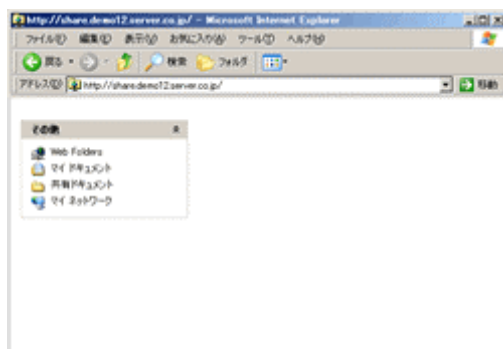 http://share.demo12.server.co.jp/ - Microsoft Internet Explorer
ファイル(F) 編集(E) 表示(V) お気に入り(A) ツール(T) ヘルプ(H)
戻る 検索 フォルダ
アドレス(D) http://share.demo12.server.co.jp/ 移動
その他
Web Folders
マイ ドキュメント
共有ドキュメント
マイ ネットワーク